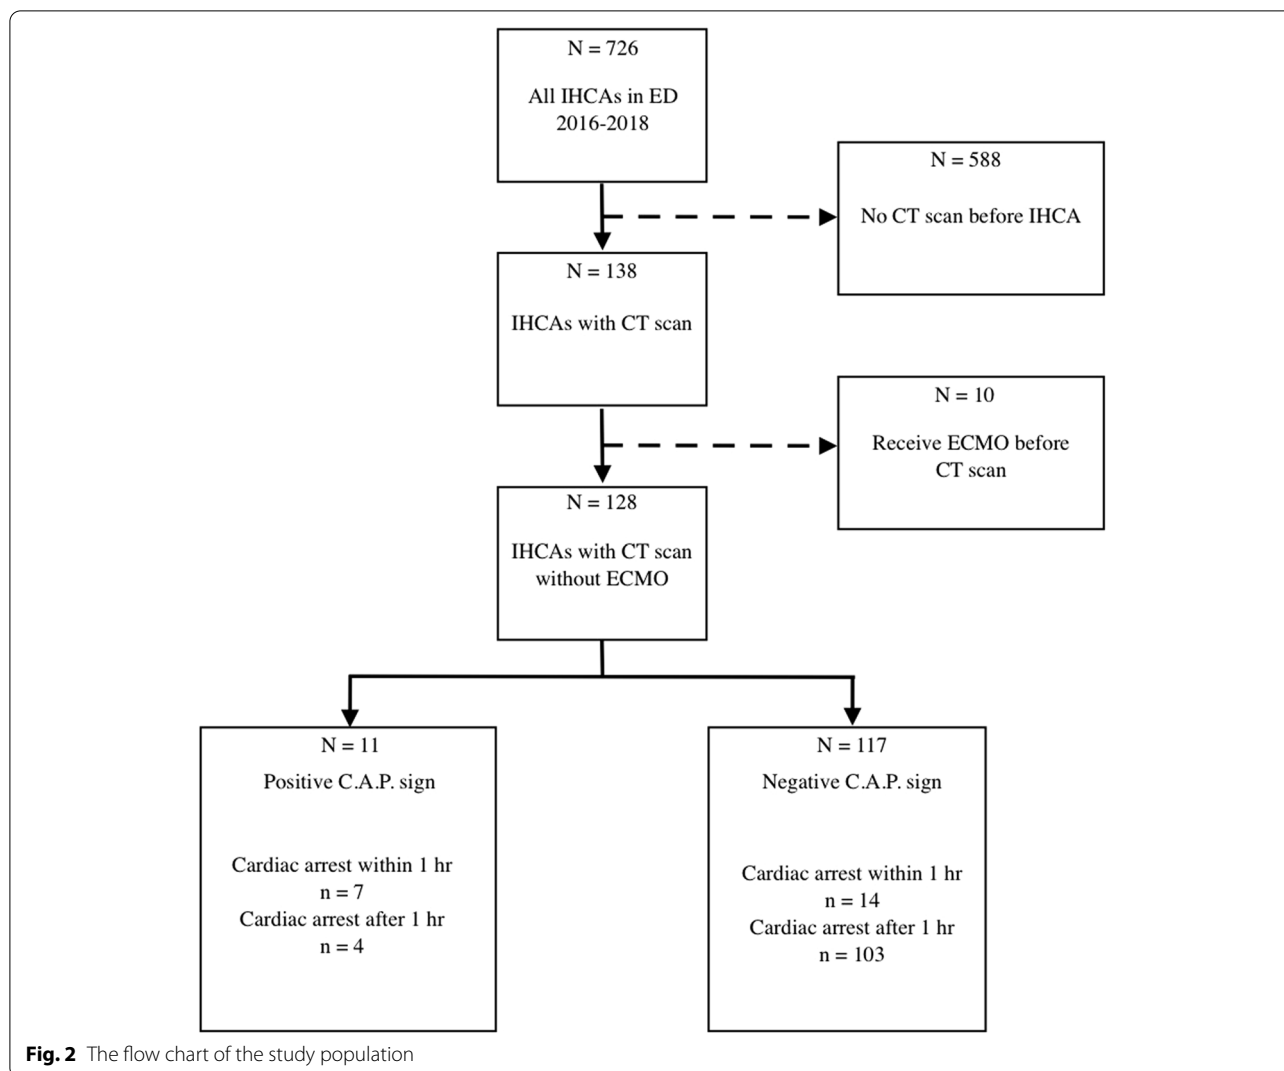 N = 726
All IHCAs in ED
2016-2018
N = 588
No CT scan before IHCA
N = 138
IHCAs with CT scan
N = 10
Receive ECMO before
CT scan
N = 128
IHCAs with CT scan
without ECMO
N = 11
Positive C.A.P. sign
Cardiac arrest within 1 hr
n = 7
Cardiac arrest after 1 hr
n = 4
N = 117
Negative C.A.P. sign
Cardiac arrest within 1 hr
n = 14
Cardiac arrest after 1 hr
n = 103
Fig. 2 The flow chart of the study population